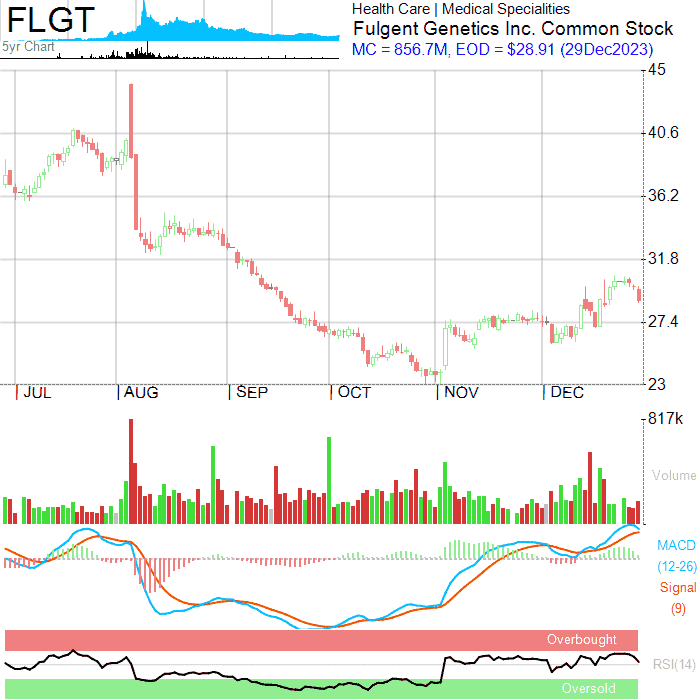 FLGT
5yr Chart
Health Care | Medical Specialities
Fulgent Genetics Inc. Common Stock
MC = 856.7M, EOD = $28.91 (29Dec2023)
45
40.6
36.2
31.8
27.4
23
JUL AUG SEP OCT NOV DEC
817k
Volume
MACD
(12-26)
Signal
(9)
Overbought
RSI(14)
Oversold